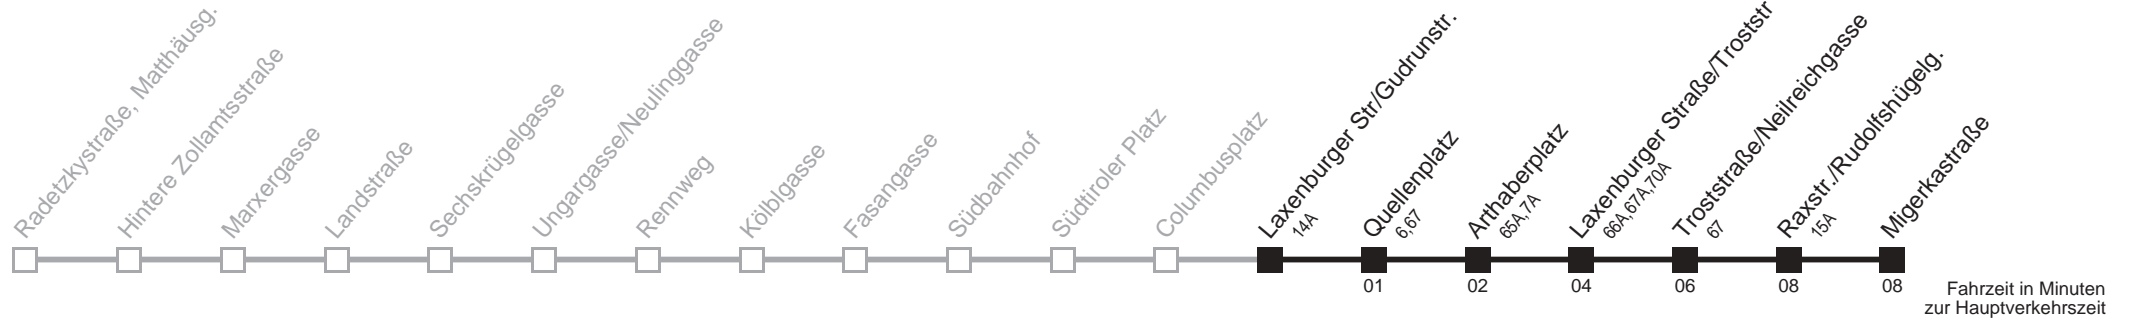 Radetzkystraße, Matthäusg.
Hintere Zollamtsstraße
Marxergasse
Landstraße
Sechskrügelgasse
Ungargasse/Neulinggasse
Rennweg
Kölblgasse
Fasangasse
Südbahnhof
Südtiroler Platz
Columbusplatz
Laxenburger Str/Gudrunstr.
14A
Quellenplatz
6,67
Arthaberplatz
65A,7A
Laxenburger Straße/Troststr
66A,67A,70A
Troststraße/Neilreichgasse
67
Raxstr./Rudolfshügelg.
15A
Migerkastraße
01
02
04
06
08
08
Fahrzeit in Minuten
zur Hauptverkehrszeit